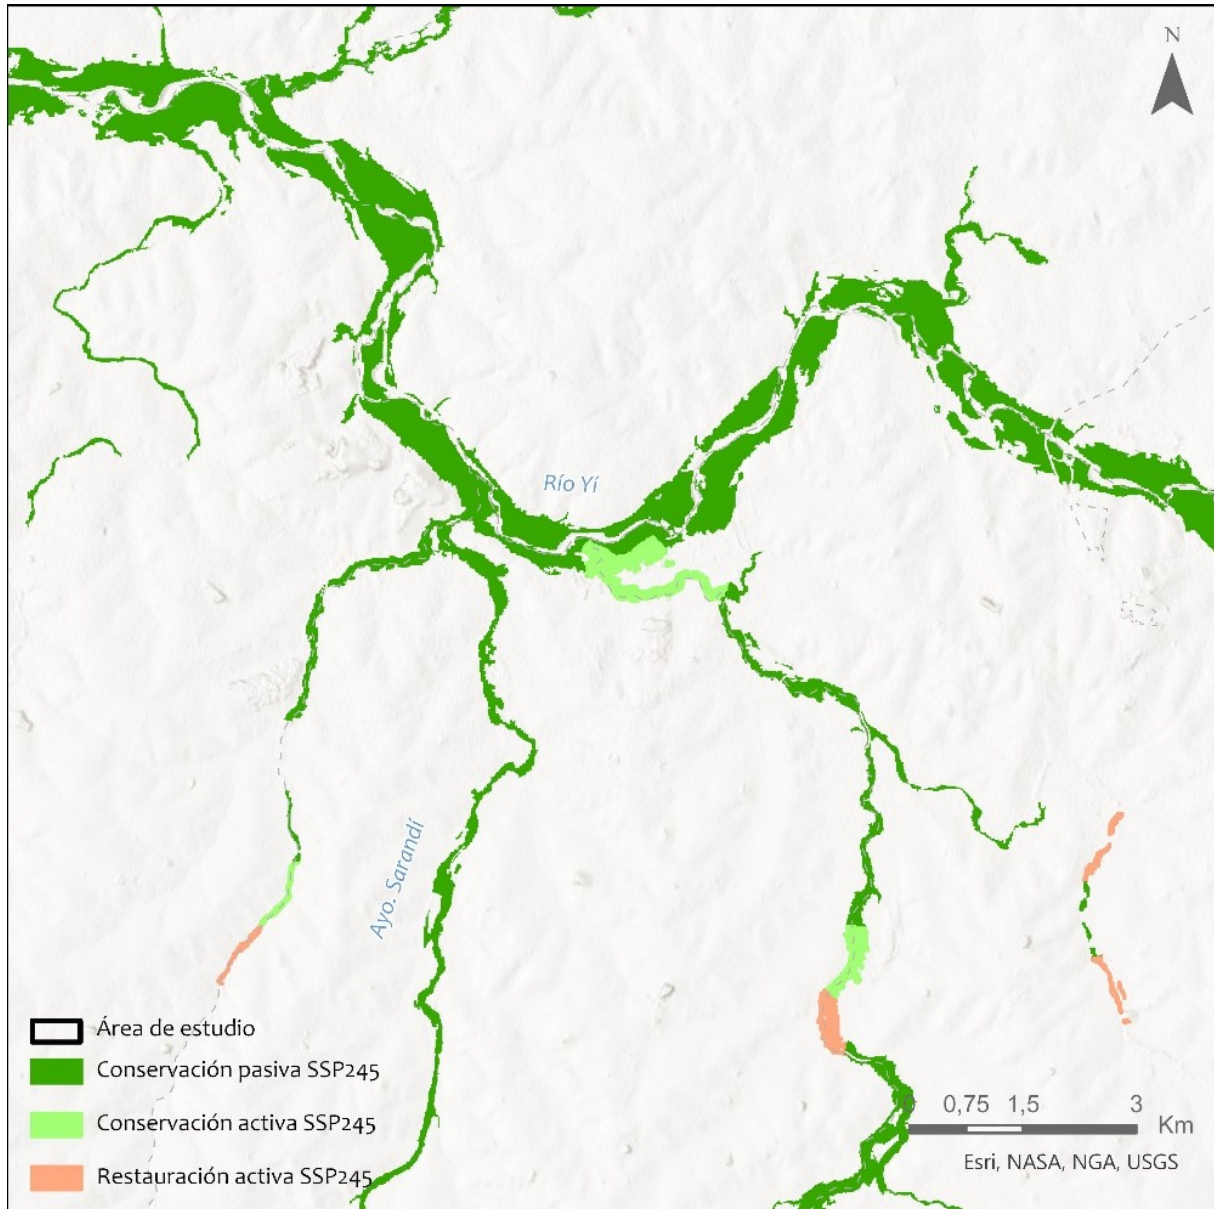 N
Río Yí
Ayo. Sarandí
Área de estudio
Conservación pasiva SSP245
Conservación activa SSP245
Restauración activa SSP245
0 0,75 1,5 3
Km
Esri, NASA, NGA, USGS